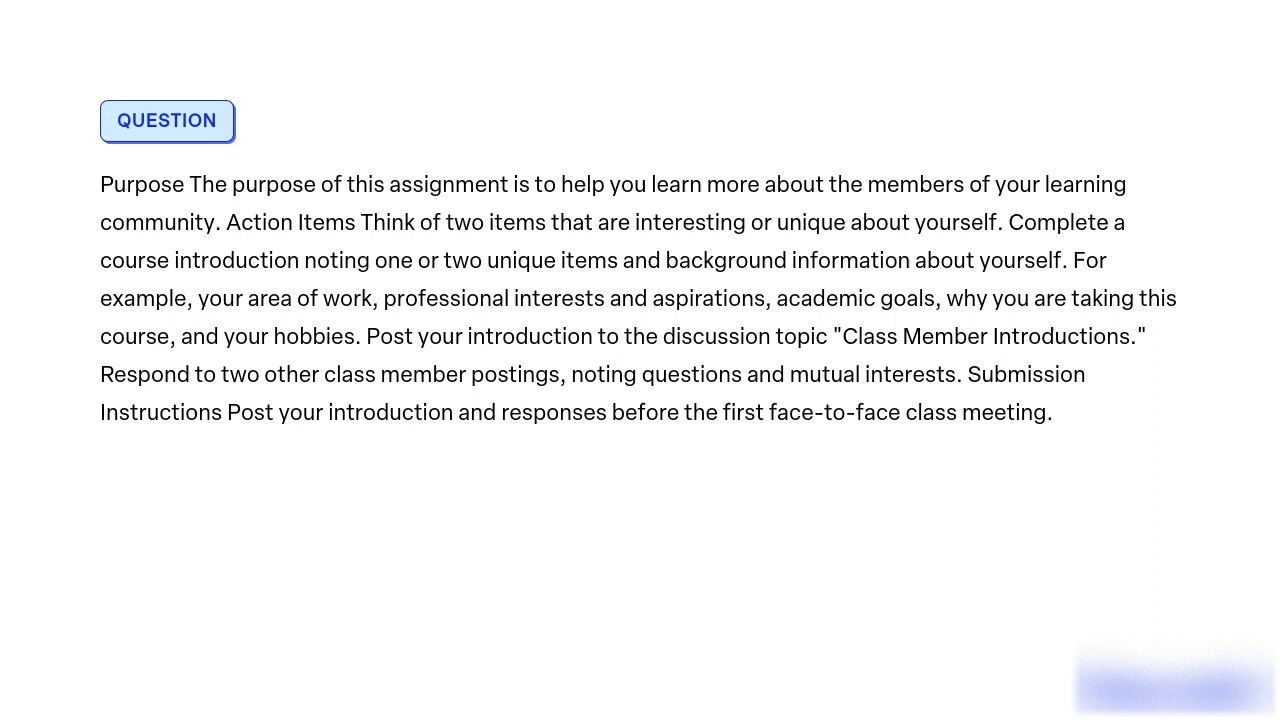 QUESTION
Purpose The purpose of this assignment is to help you learn more about the members of your learning
community. Action Items Think of two items that are interesting or unique about yourself. Complete a
course introduction noting one or two unique items and background information about yourself. For
example, your area of work, professional interests and aspirations, academic goals, why you are taking this
course, and your hobbies. Post your introduction to the discussion topic "Class Member Introductions."
Respond to two other class member postings, noting questions and mutual interests. Submission
Instructions Post your introduction and responses before the first face-to-face class meeting.